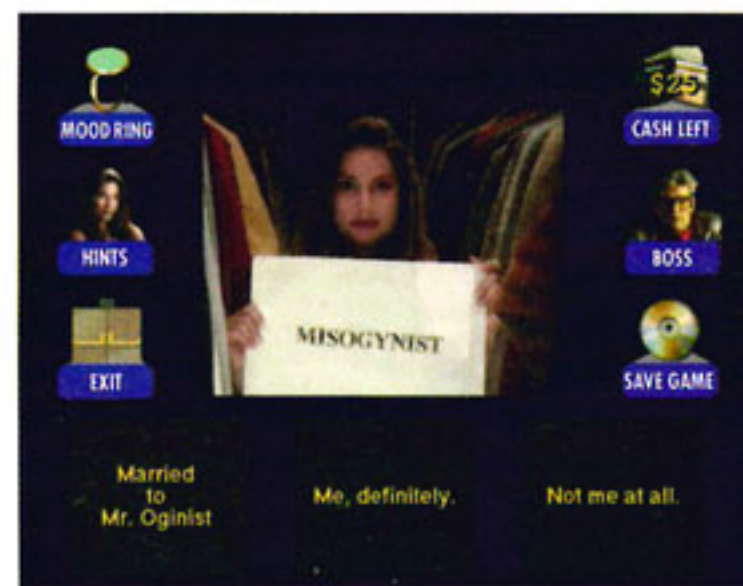 MOOD RING
$25
CASH LEFT
HINTS
BOSS
MISOGYNIST
EXIT
SAVE GAME
Married
to
Mr. Oginist
Me, definitely.
Not me at all.